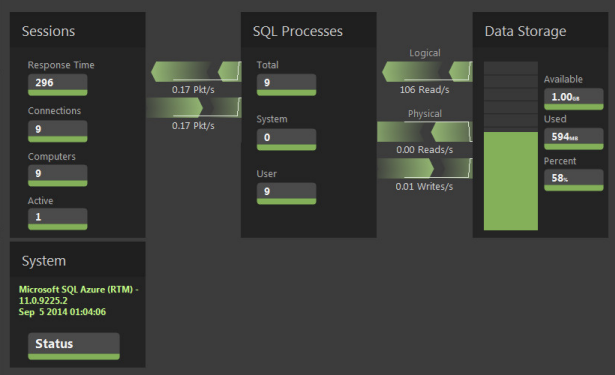 Sessions
Response Time
296
Connections
9
Computers
9
Active
1
0.17 Pkt/s
0.17 Pkt/s
SQL Processes
Total
9
System
0
User
9
Logical
106 Read/s
Physical
0.00 Reads/s
0.01 Writes/s
Data Storage
Available
1.00GB
Used
594MB
Percent
58%
System
Microsoft SQL Azure (RTM) -
11.0.9225.2
Sep 5 2014 01:04:06
Status